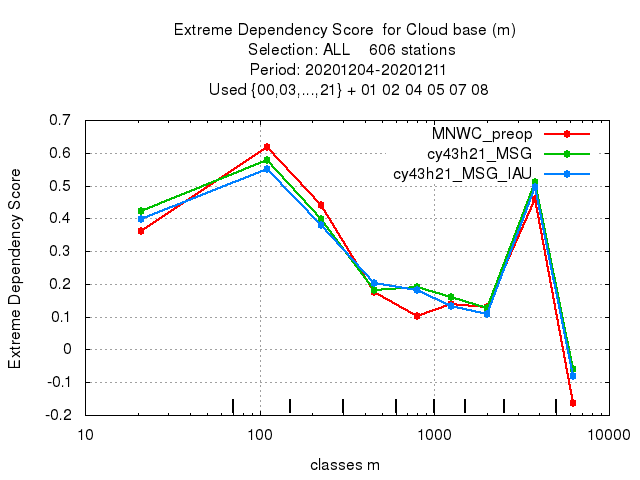 Extreme Dependency Score  for Cloud base (m)
Selection: ALL    606 stations
Period: 20201204-20201211
Used {00,03,...,21} + 01 02 04 05 07 08
MNWC_preop
cy43h21_MSG
cy43h21_MSG_IAU
Extreme Dependency Score
0.7
0.6
0.5
0.4
0.3
0.2
0.1
0
-0.1
-0.2
10
100
1000
10000
classes m